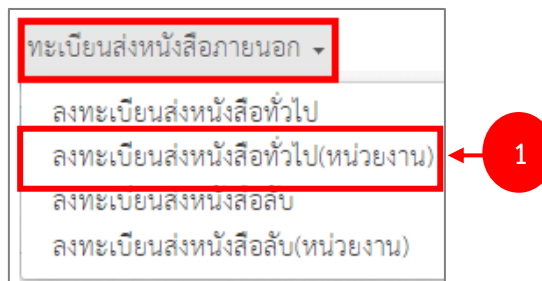 ทะเบียนส่งหนังสือภายนอก
ลงทะเบียนส่งหนังสือทั่วไป
ลงทะเบียนส่งหนังสือทั่วไป(หน่วยงาน)
1
ลงทะเบียนส่งหนังสือลับ
ลงทะเบียนส่งหนังสือลับ(หน่วยงาน)